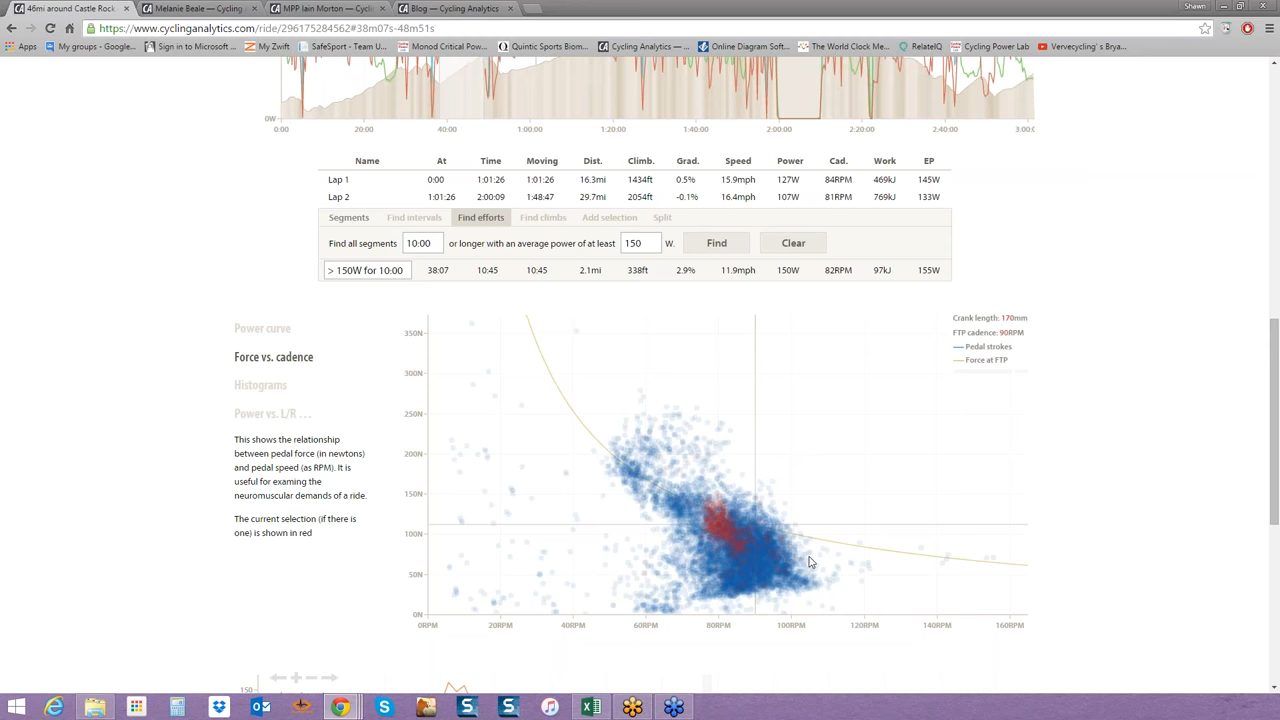 46mi around Castle Rock
Melanie Beale — Cycling
MPP Iain Morton — Cycli
Blog — Cycling Analytics
Shawn
https://www.cyclinganalytics.com/ride/296175284562#38m07s-48m51s
Apps
My groups - Google...
Sign in to Microsoft ...
My Zwift
SafeSport - Team U...
Monod Critical Pow...
Quintic Sports Biom...
Cycling Analytics —...
Online Diagram Soft...
The World Clock Me...
RelateIQ
Cycling Power Lab
Vervecycling' s Brya...
0W
0:00 20:00 40:00 1:00:00 1:20:00 1:40:00 2:00:00 2:20:00 2:40:00 3:00:0
Name At Time Moving Dist. Climb. Grad. Speed Power Cad. Work EP
Lap 1 0:00 1:01:26 1:01:26 16.3mi 1434ft 0.5% 15.9mph 127W 84RPM 469kJ 145W
Lap 2 1:01:26 2:00:09 1:48:47 29.7mi 2054ft -0.1% 16.4mph 107W 81RPM 769kJ 133W
Segments Find intervals Find efforts Find climbs Add selection Split
Find all segments 10:00 or longer with an average power of at least 150 W. Find Clear
> 150W for 10:00 38:07 10:45 10:45 2.1mi 338ft 2.9% 11.9mph 150W 82RPM 97kJ 155W
Power curve
Force vs. cadence
Histograms
Power vs. L/R ...
This shows the relationship
between pedal force (in newtons)
and pedal speed (as RPM). It is
useful for examing the
neuromuscular demands of a ride.
The current selection (if there is
one) is shown in red
350N
300N
250N
200N
150N
100N
50N
0N
0RPM 20RPM 40RPM 60RPM 80RPM 100RPM 120RPM 140RPM 160RPM
Crank length: 170mm
FTP cadence: 90RPM
Pedal strokes
Force at FTP
150